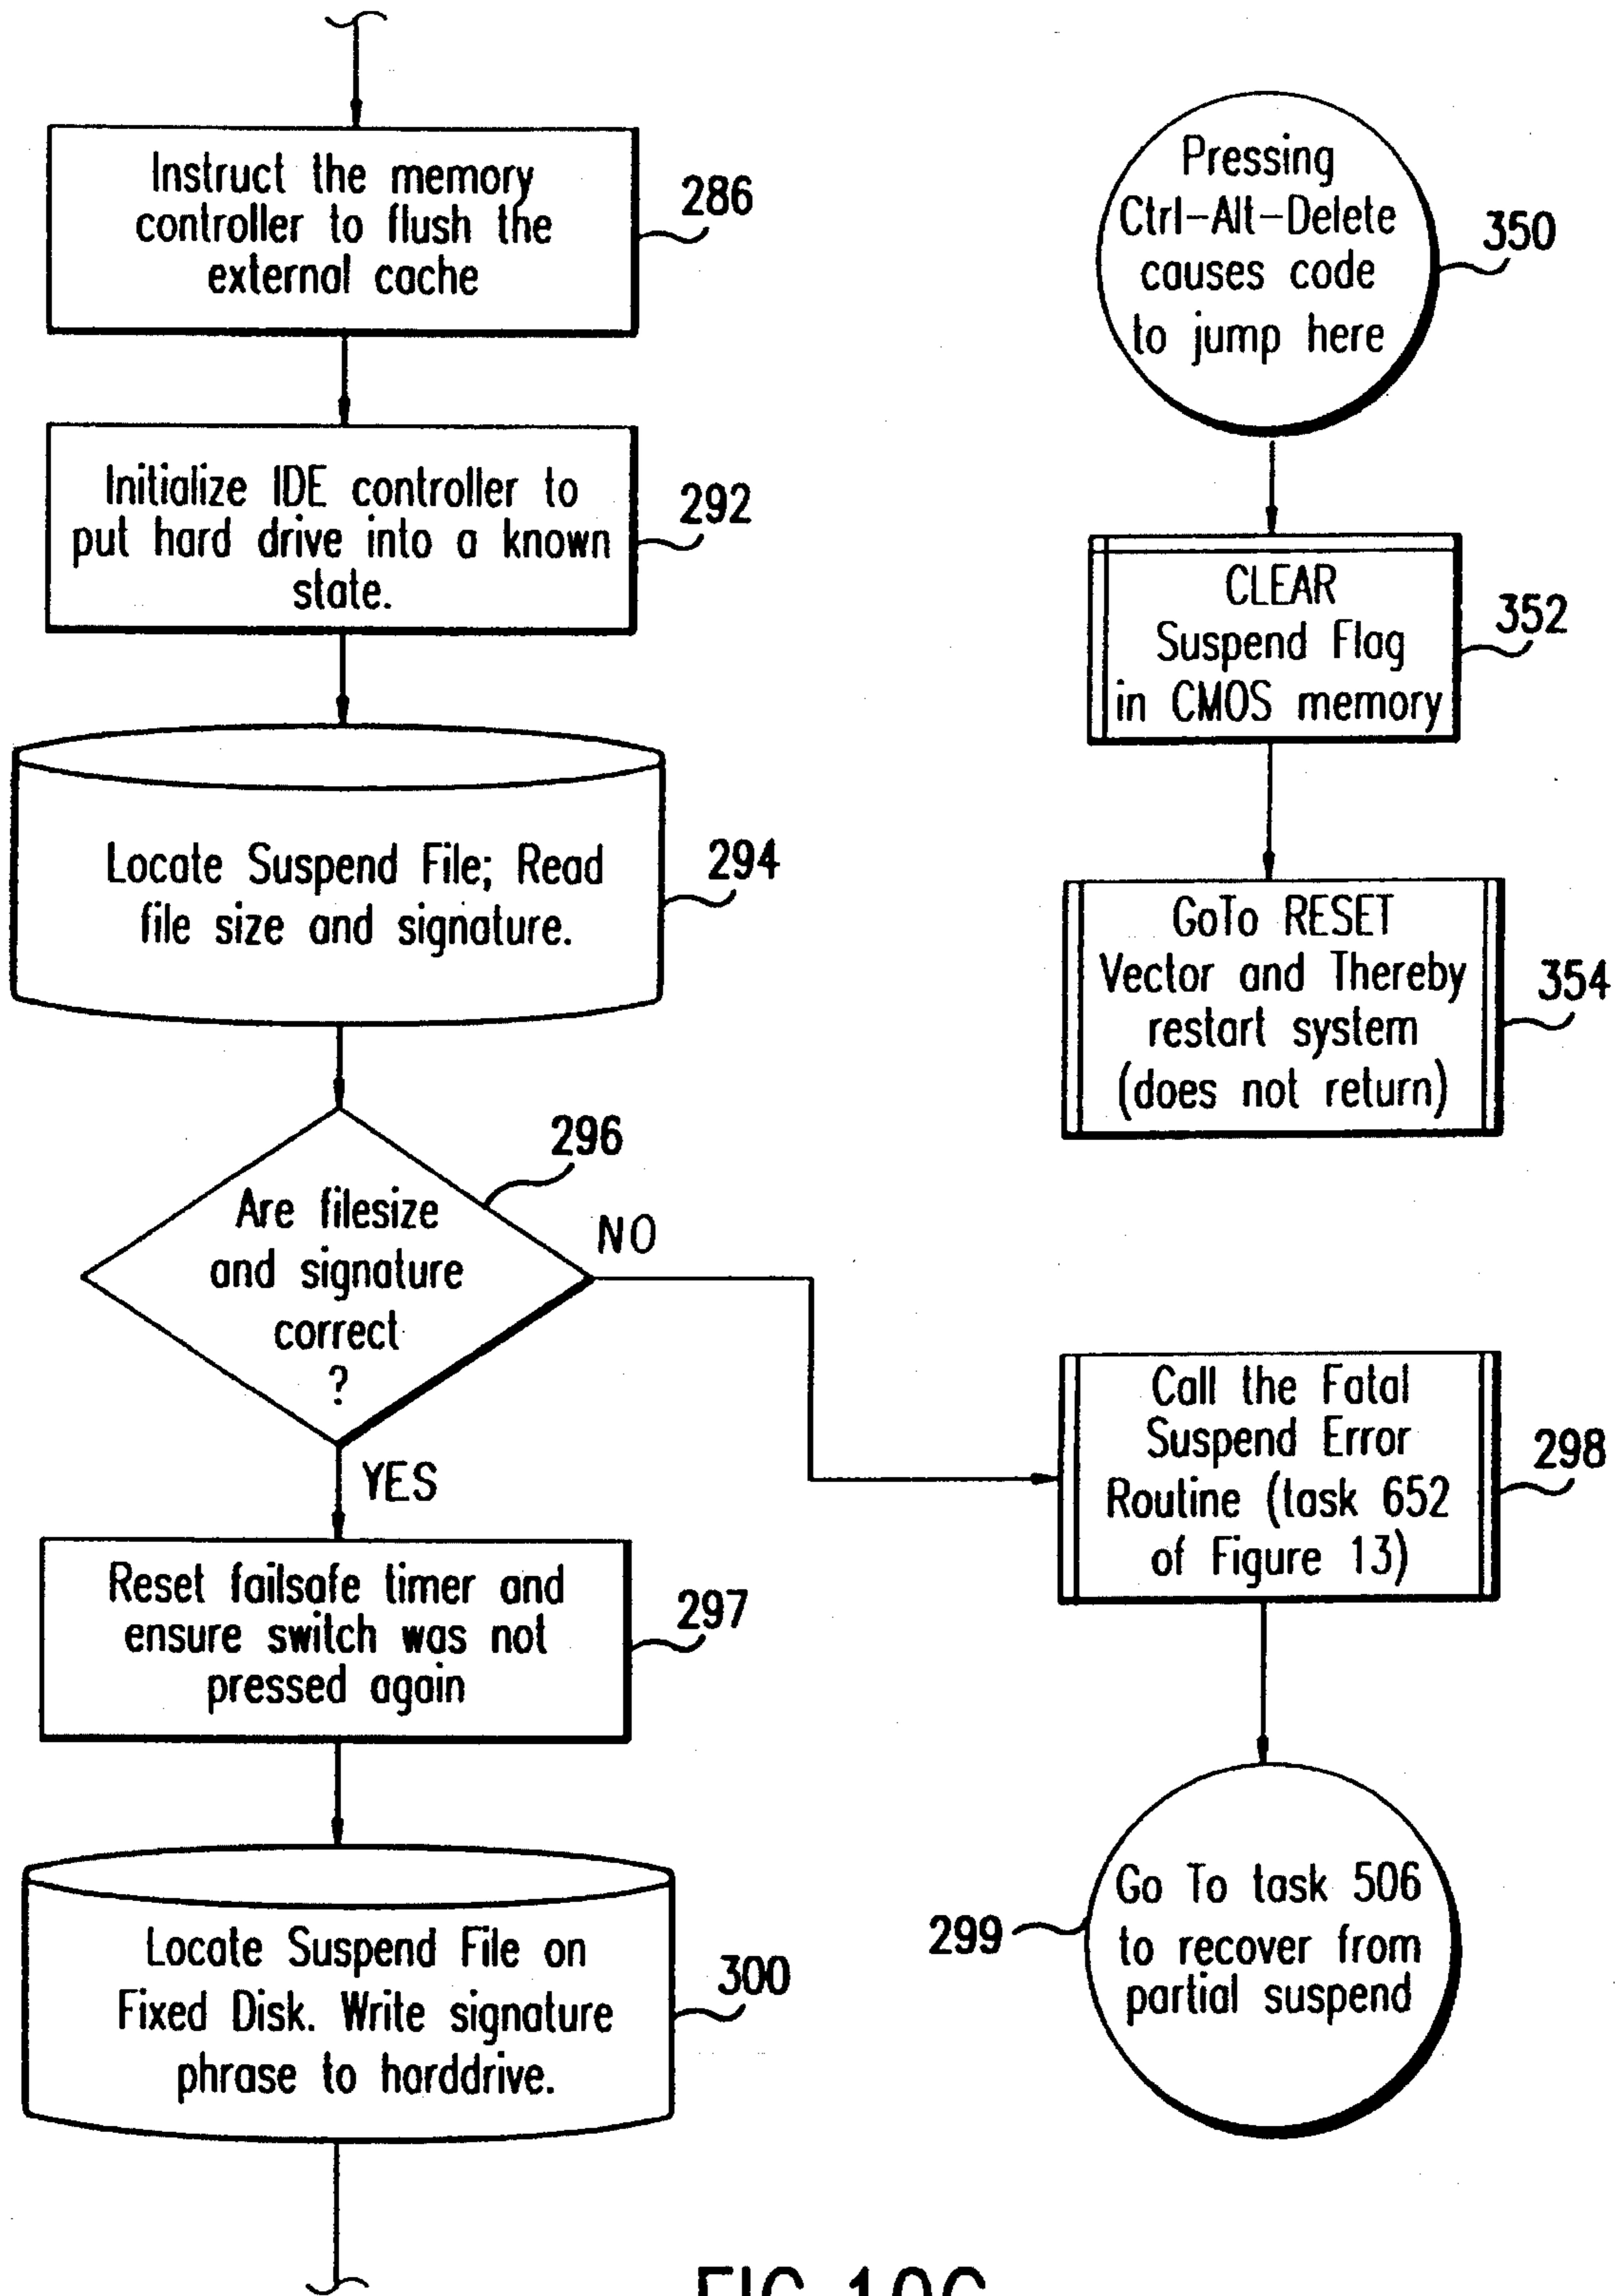 Instruct the memory
controller to flush the
external cache
286
Initialize IDE controller to
put hard drive into a known
state.
292
Locate Suspend File; Read
file size and signature.
294
296
Are filesize
and signature
correct
?
NO
YES
Reset failsafe timer and
ensure switch was not
pressed again
297
Locate Suspend File on
Fixed Disk. Write signature
phrase to harddrive.
300
Pressing
Ctrl-Alt-Delete
causes code
to jump here
350
CLEAR
Suspend Flag
in CMOS memory
352
GoTo RESET
Vector and Thereby
restart system
(does not return)
354
Call the Fatal
Suspend Error
Routine (task 652
of Figure 13)
298
Go To task 506
to recover from
partial suspend
299